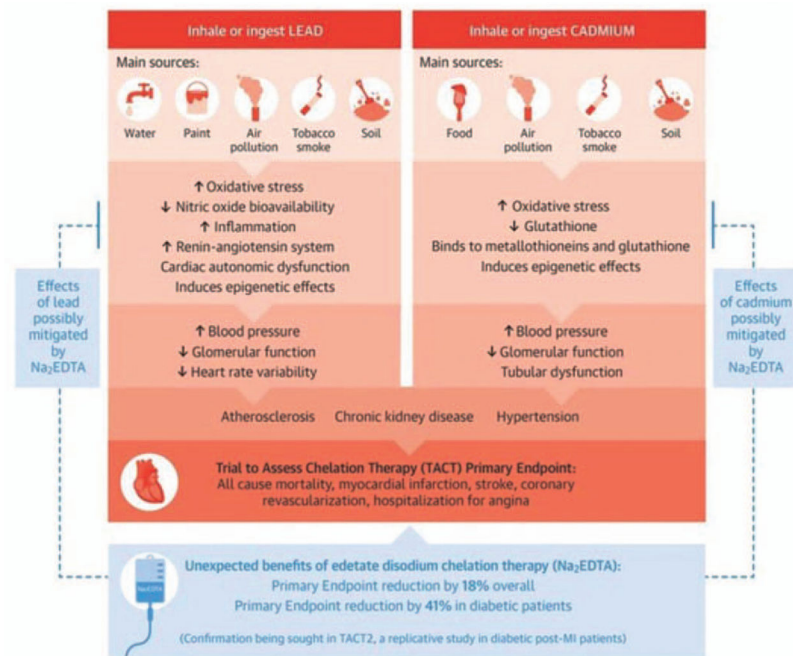 Inhale or ingest LEAD
Main sources:
Water
Paint
Air
pollution
Tobacco
smoke
Soil
↑ Oxidative stress
↓ Nitric oxide bioavailability
↑ Inflammation
↑ Renin-angiotensin system
Cardiac autonomic dysfunction
Induces epigenetic effects
↑ Blood pressure
↓ Glomerular function
↓ Heart rate variability
Inhale or ingest CADMIUM
Main sources:
Food
Air
pollution
Tobacco
smoke
Soil
↑ Oxidative stress
↓ Glutathione
Binds to metallothioneins and glutathione
Induces epigenetic effects
↑ Blood pressure
↓ Glomerular function
Tubular dysfunction
Effects
of lead
possibly
mitigated
by
Na₂EDTA
Effects
of cadmium
possibly
mitigated
by
Na₂EDTA
Atherosclerosis Chronic kidney disease Hypertension
Trial to Assess Chelation Therapy (TACT) Primary Endpoint:
All cause mortality, myocardial infarction, stroke, coronary
revascularization, hospitalization for angina
Unexpected benefits of edetate disodium chelation therapy (Na₂EDTA):
Primary Endpoint reduction by 18% overall
Primary Endpoint reduction by 41% in diabetic patients
(Confirmation being sought in TACT2, a replicative study in diabetic post-MI patients)
Na₂EDTA